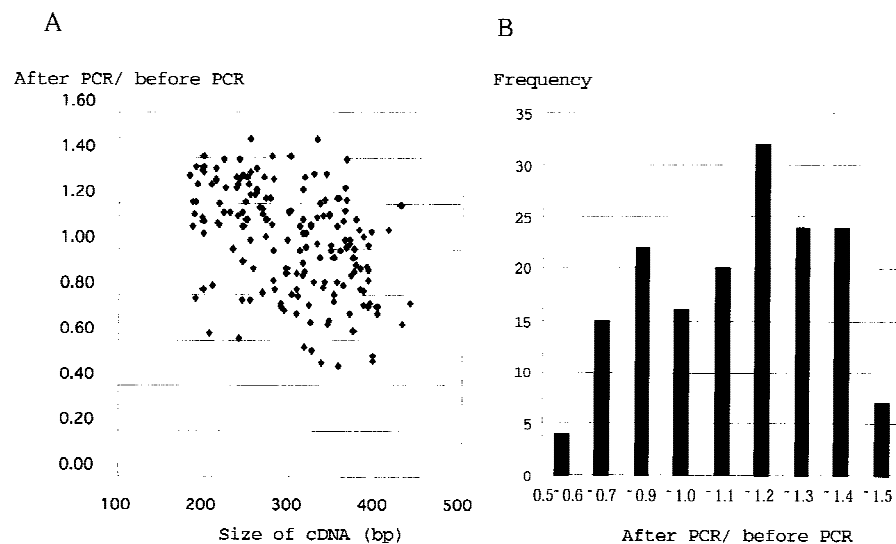 A
After PCR/ before PCR
1.60
1.40
1.20
1.00
0.80
0.60
0.40
0.20
0.00
100 200 300 400 500
Size of cDNA (bp)
B
Frequency
35
30
25
20
15
10
5
0
0.5~0.6 ~0.7 ~0.9 ~1.0 ~1.1 ~1.2 ~1.3 ~1.4 ~1.5
After PCR/ before PCR